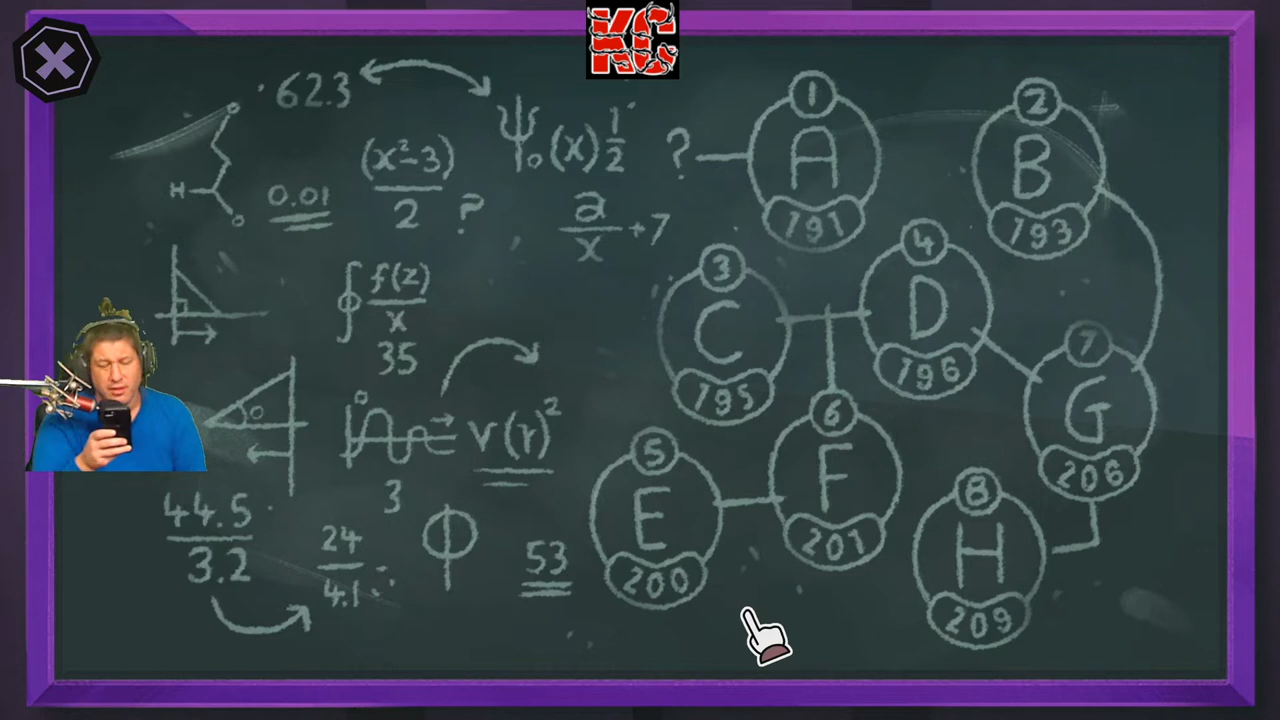 KC
62.3
ψ₀(x) 1/2
?
(x²-3)/2 ?
H
0.01
2/x +7
∮ f(z)/x
35
0
v(r)²
3
44.5/3.2
24/4.1
Φ
53
1
A
191
2
B
193
3
C
195
4
D
196
5
E
200
6
F
201
7
G
206
8
H
209